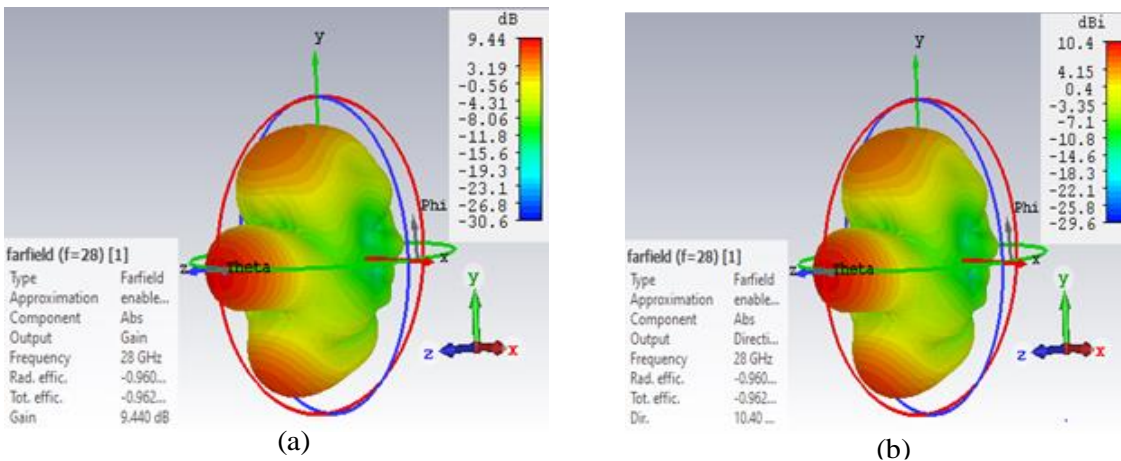 dB
9.44
3.19
-0.56
-4.31
-8.06
-11.8
-15.6
-19.3
-23.1
-26.8
-30.6
y
Phi
z
Theta
x
farfield (f=28) [1]
Type Farfield
Approximation enable...
Component Abs
Output Gain
Frequency 28 GHz
Rad. effic. -0.960...
Tot. effic. -0.962...
Gain 9.440 dB
y
z
x
(a)
dBi
10.4
4.15
0.4
-3.35
-7.1
-10.8
-14.6
-18.3
-22.1
-25.8
-29.6
y
Phi
z
Theta
x
farfield (f=28) [1]
Type Farfield
Approximation enable...
Component Abs
Output Directi...
Frequency 28 GHz
Rad. effic. -0.960...
Tot. effic. -0.962...
Dir. 10.40 ...
y
z
x
(b)